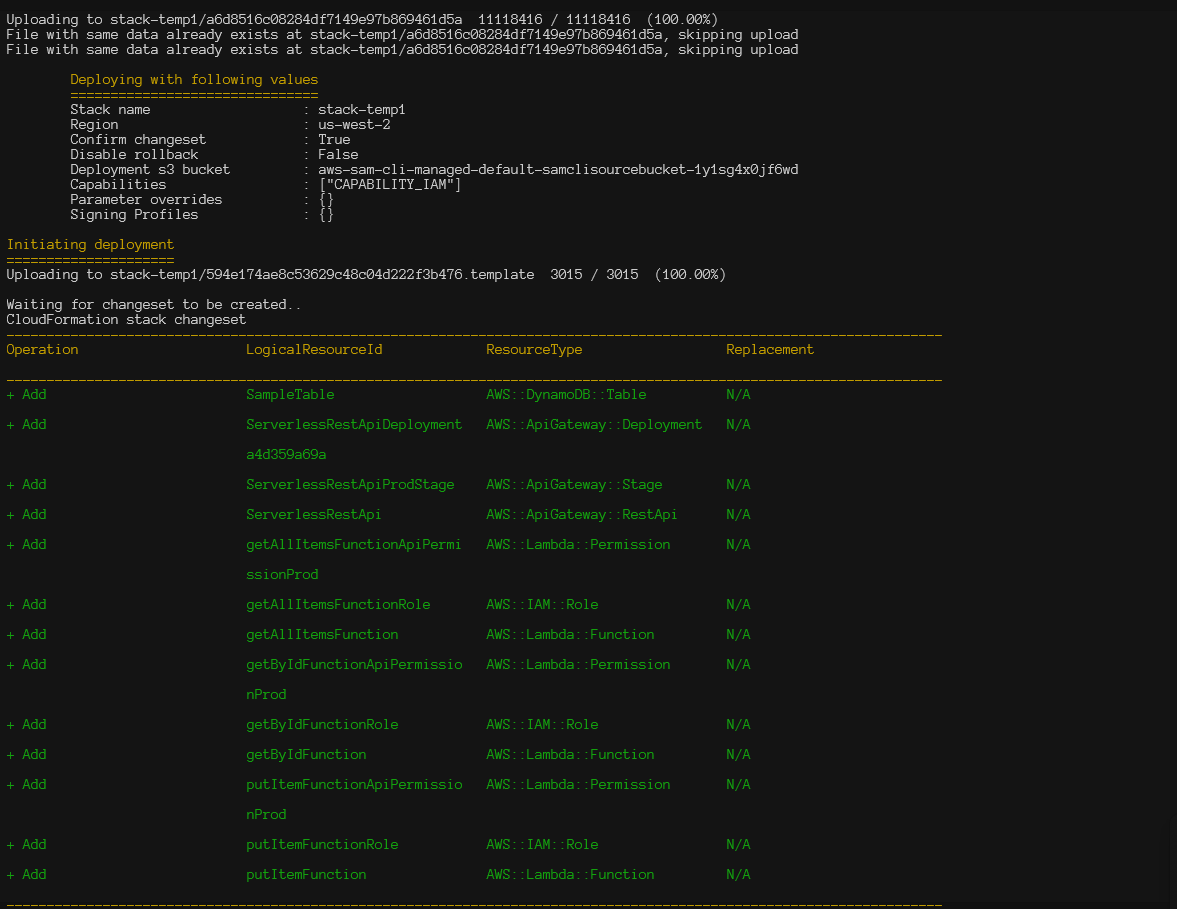 Uploading to stack-temp1/a6d8516c08284df7149e97b869461d5a  11118416 / 11118416  (100.00%)
File with same data already exists at stack-temp1/a6d8516c08284df7149e97b869461d5a, skipping upload
File with same data already exists at stack-temp1/a6d8516c08284df7149e97b869461d5a, skipping upload
Deploying with following values
===============================
Stack name                   : stack-temp1
Region                       : us-west-2
Confirm changeset            : True
Disable rollback             : False
Deployment s3 bucket         : aws-sam-cli-managed-default-samclisourcebucket-1y1sg4x0jf6wd
Capabilities                 : ["CAPABILITY_IAM"]
Parameter overrides          : {}
Signing Profiles             : {}
Initiating deployment
=====================
Uploading to stack-temp1/594e174ae8c53629c48c04d222f3b476.template  3015 / 3015  (100.00%)
Waiting for changeset to be created..
CloudFormation stack changeset
---------------------------------------------------------------------------------------------------------------------
Operation                     LogicalResourceId             ResourceType                  Replacement
---------------------------------------------------------------------------------------------------------------------
+ Add                         SampleTable                   AWS::DynamoDB::Table          N/A
+ Add                         ServerlessRestApiDeployment   AWS::ApiGateway::Deployment   N/A
a4d359a69a
+ Add                         ServerlessRestApiProdStage    AWS::ApiGateway::Stage        N/A
+ Add                         ServerlessRestApi             AWS::ApiGateway::RestApi      N/A
+ Add                         getAllItemsFunctionApiPermi   AWS::Lambda::Permission       N/A
ssionProd
+ Add                         getAllItemsFunctionRole       AWS::IAM::Role                N/A
+ Add                         getAllItemsFunction           AWS::Lambda::Function         N/A
+ Add                         getByIdFunctionApiPermissio   AWS::Lambda::Permission       N/A
nProd
+ Add                         getByIdFunctionRole           AWS::IAM::Role                N/A
+ Add                         getByIdFunction               AWS::Lambda::Function         N/A
+ Add                         putItemFunctionApiPermissio   AWS::Lambda::Permission       N/A
nProd
+ Add                         putItemFunctionRole           AWS::IAM::Role                N/A
+ Add                         putItemFunction               AWS::Lambda::Function         N/A
---------------------------------------------------------------------------------------------------------------------